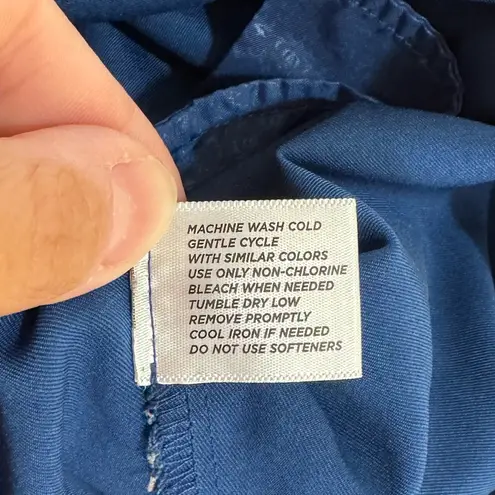 MACHINE WASH COLD
GENTLE CYCLE
WITH SIMILAR COLORS
USE ONLY NON-CHLORINE
BLEACH WHEN NEEDED
TUMBLE DRY LOW
REMOVE PROMPTLY
COOL IRON IF NEEDED
DO NOT USE SOFTENERS